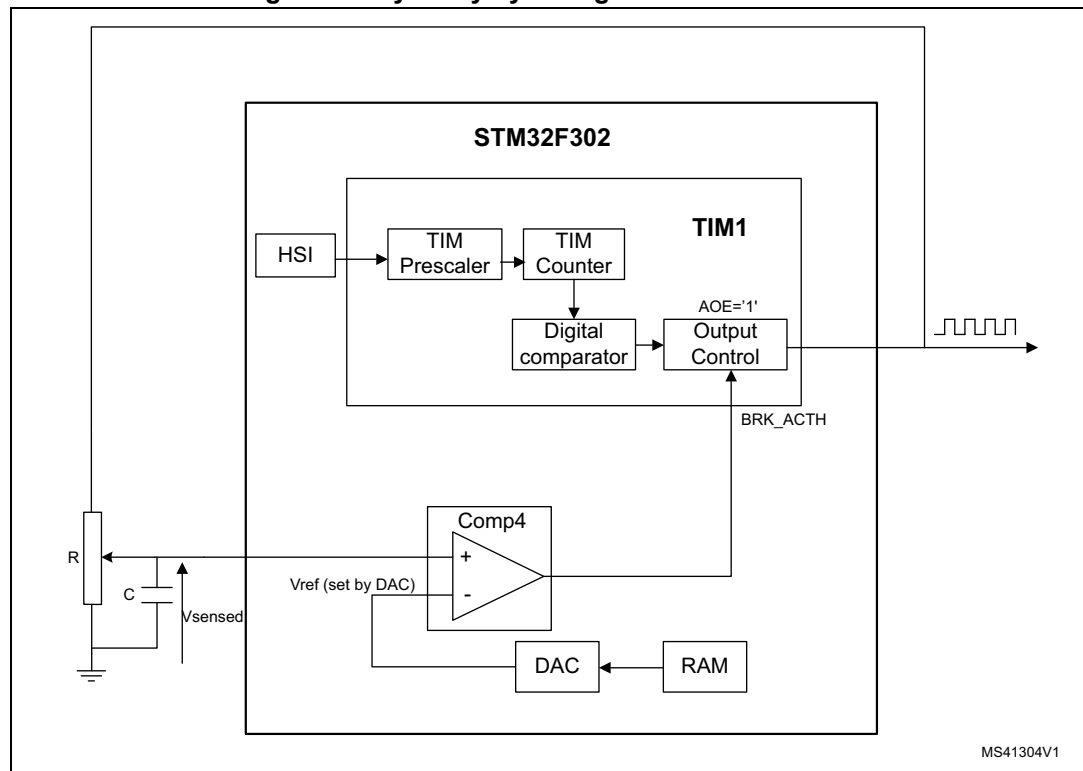 STM32F302
TIM1
HSI
TIM
Prescaler
TIM
Counter
AOE='1'
Digital
comparator
Output
Control
BRK_ACTH
Comp4
R
+
Vref (set by DAC)
-
C
Vsensed
DAC
RAM
MS41304V1